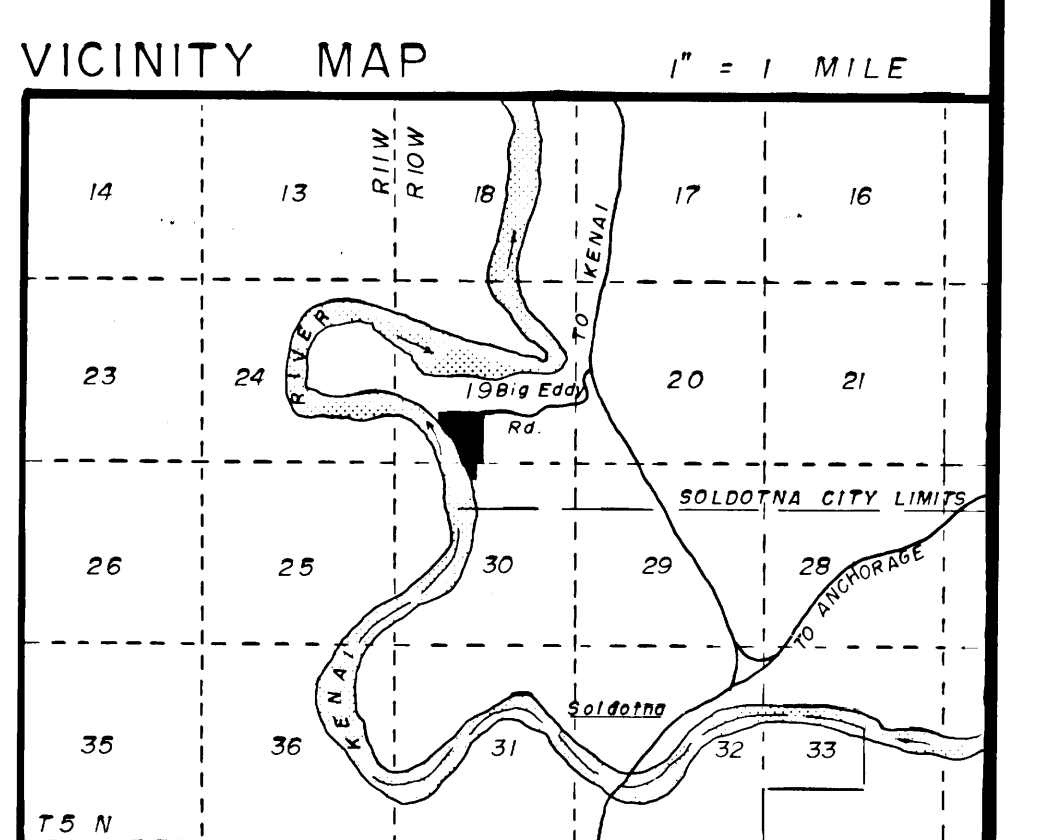 VICINITY MAP 1" = 1 MILE
R11W
R10W
14 13 18 17 16
TO KENAI
RIVER
23 24 19 Big Eddy 20 21
Rd.
SOLDOTNA CITY LIMITS
26 25 30 29 28
TO ANCHORAGE
KENAI
Soldotna
35 36 31 32 33
T5 N